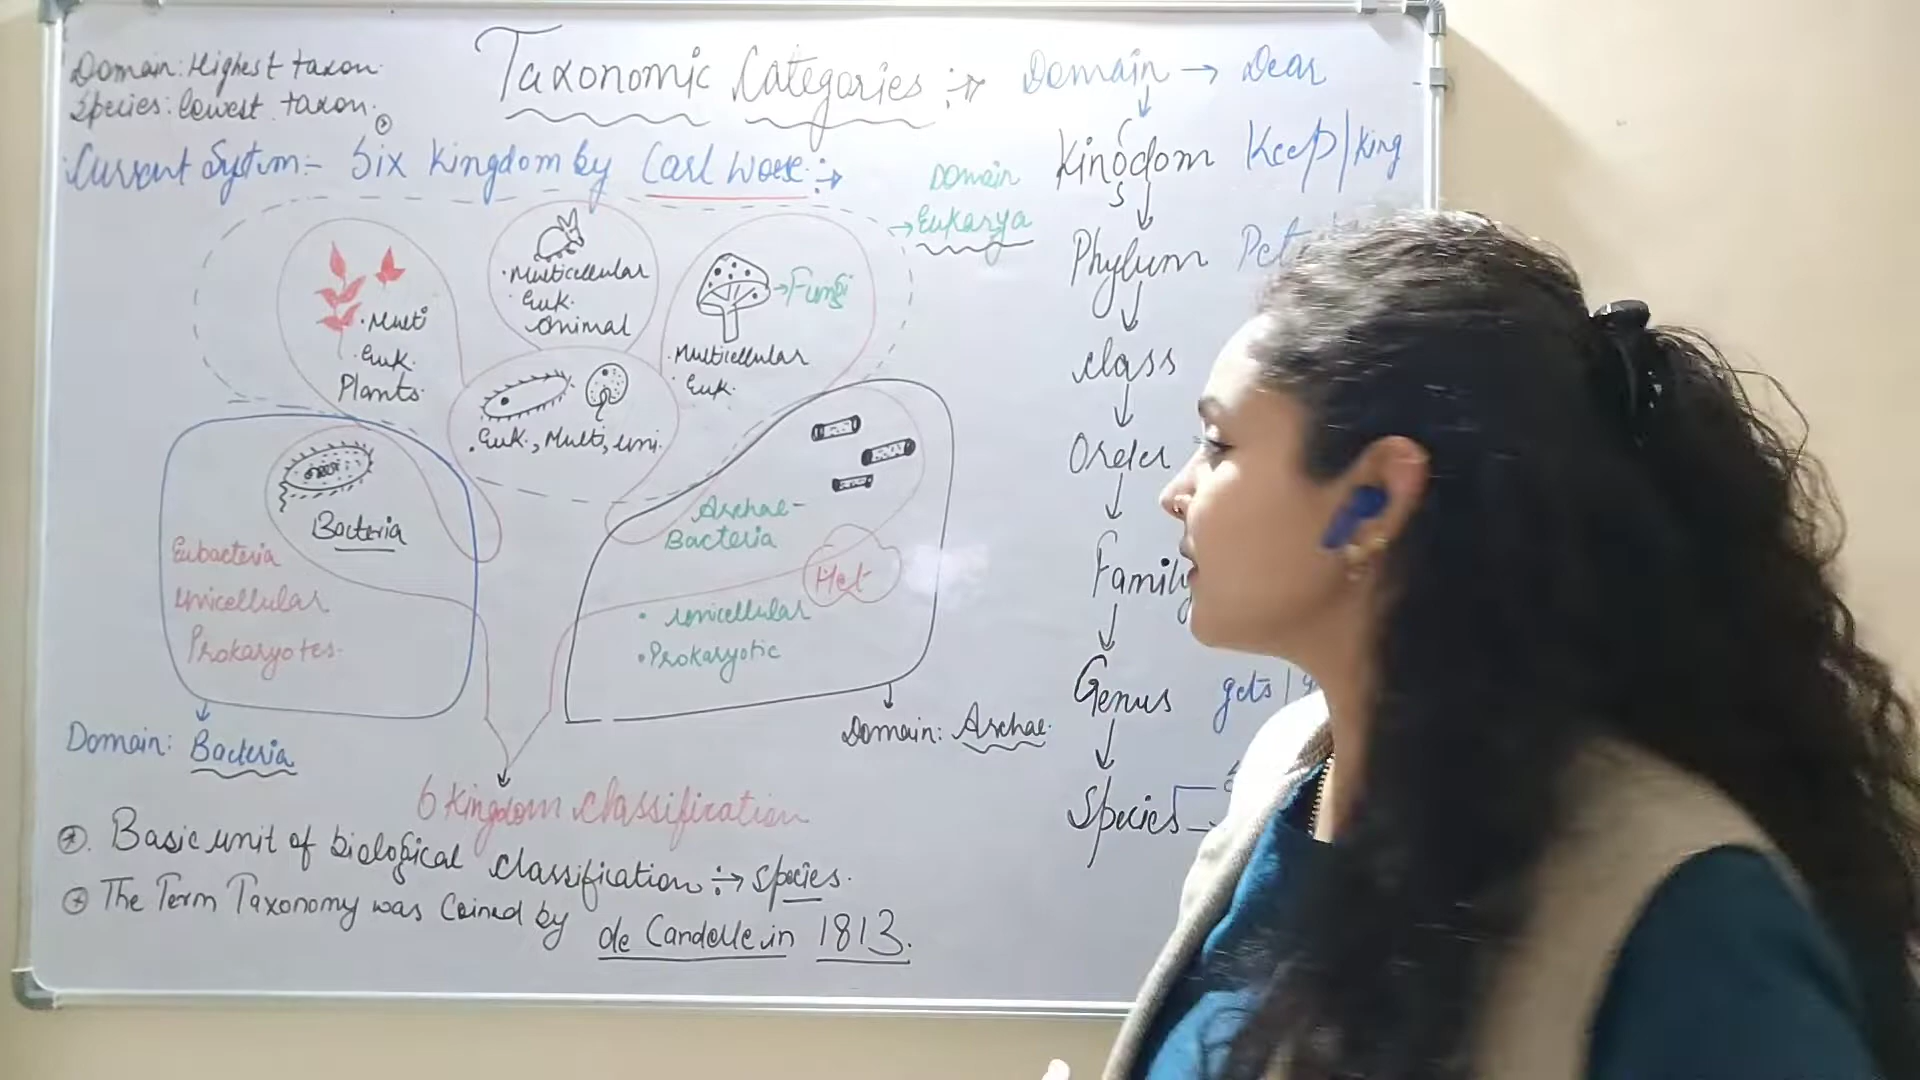 Domain: Highest taxon.
Species: lowest taxon.
Taxonomic Categories :→
Current System:- Six Kingdom by Carl Woese :→
Multi
Euk.
Plants.
Multicellular
Euk.
Animal
Fungi
Multicellular
Euk.
Euk., Multi, uni.
Domain
Eukarya
Bacteria
Eubacteria
Unicellular
Prokaryotes.
Domain: Bacteria
Archae-
Bacteria
Het
Unicellular
Prokaryotic
Domain: Archae.
6 Kingdom Classification
Basic unit of biological classification :→ Species.
The Term Taxonomy was Coined by de Candelle in 1813.
Domain → Dear
Kingdom Keep/King
Phylum
Class
Order
Family
Genus gets
Species